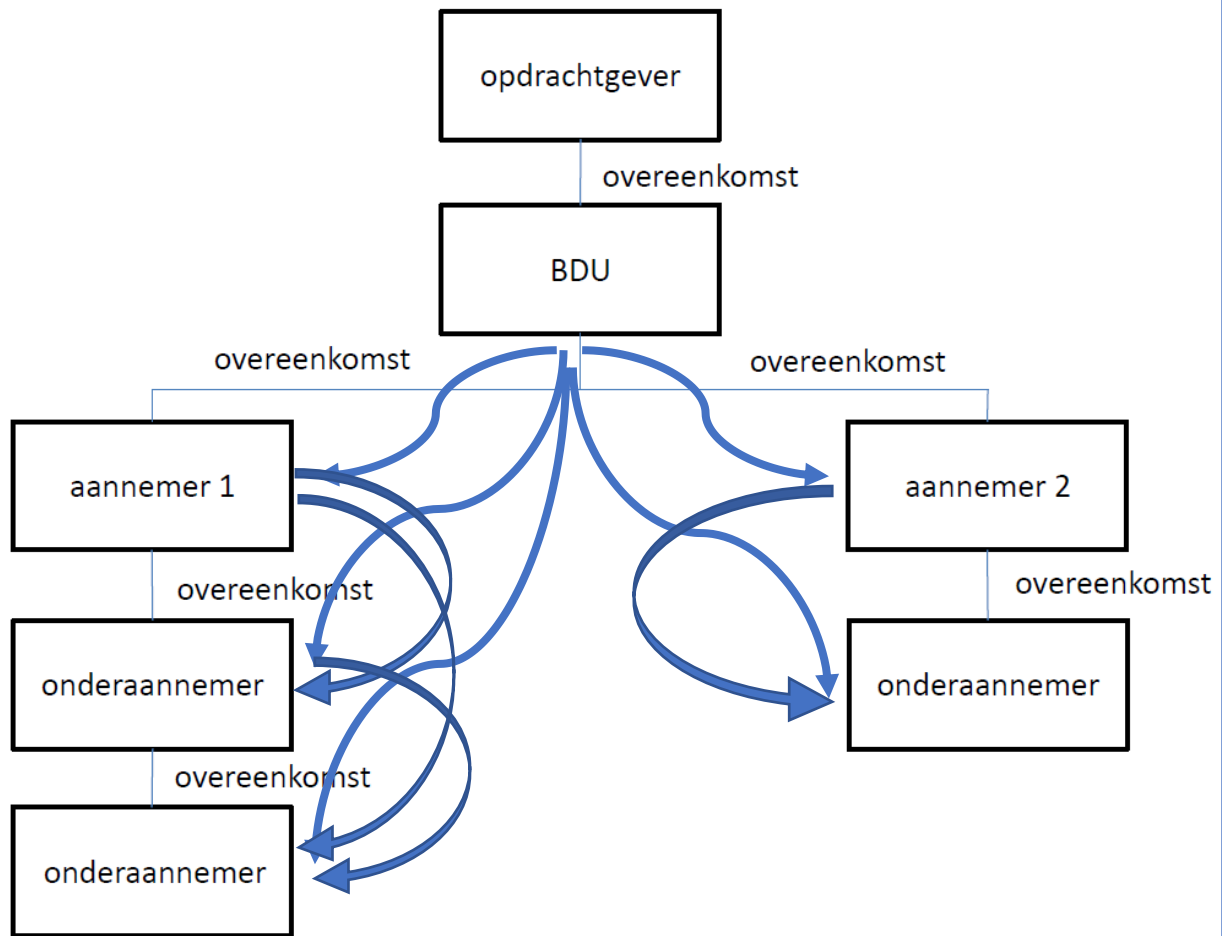 opdrachtgever
overeenkomst
BDU
overeenkomst
overeenkomst
aannemer 1
aannemer 2
overeenkomst
overeenkomst
onderaannemer
onderaannemer
overeenkomst
onderaannemer